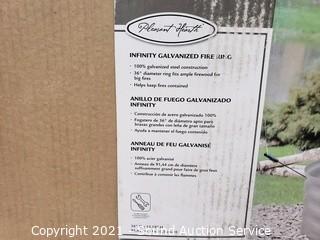 Pleasant Hearth
INFINITY GALVANIZED FIRE RING
· 100% galvanized steel construction
· 36" diameter ring fits ample firewood for
big fires
· Helps keep fires contained
ANILLO DE FUEGO GALVANIZADO
INFINITY
· Construcción de acero galvanizado 100%
· Fogatero de 36" de diámetro apto para
brazas grandes con leña de gran tamaño
· Ayuda a mantener el fuego contenido
ANNEAU DE FEU GALVANISÉ
INFINITY
· 100% acier galvanisé
· Anneau de 91,44 cm de diamètre
suffisamment grand pour faire de gros feux
· Contribue à contenir les flammes
Copyright 2021 Second Auction Service